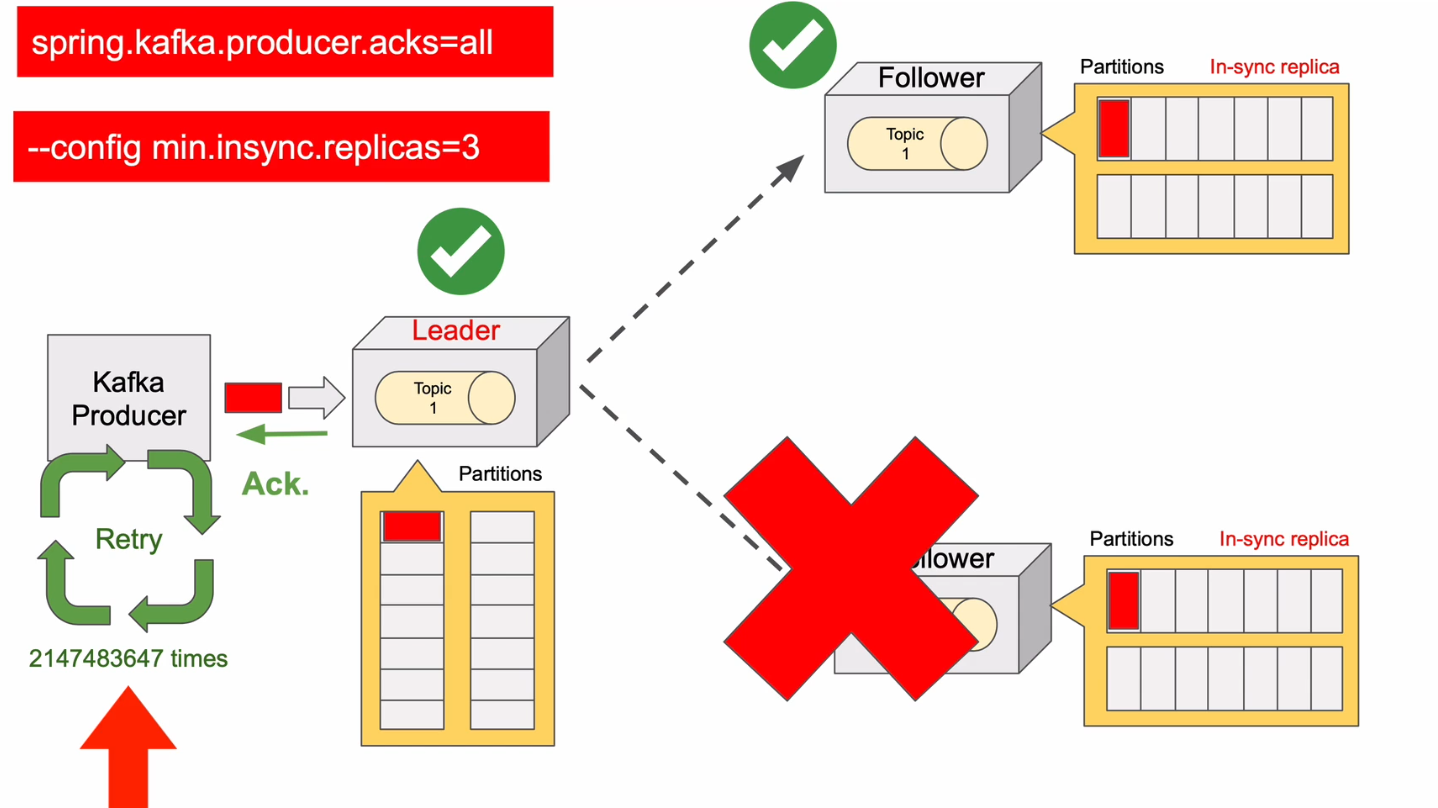 spring.kafka.producer.acks=all
--config min.insync.replicas=3
Follower
Topic
1
Partitions
In-sync replica
Leader
Topic
1
Kafka
Producer
Ack.
Partitions
Retry
2147483647 times
ollower
Partitions
In-sync replica